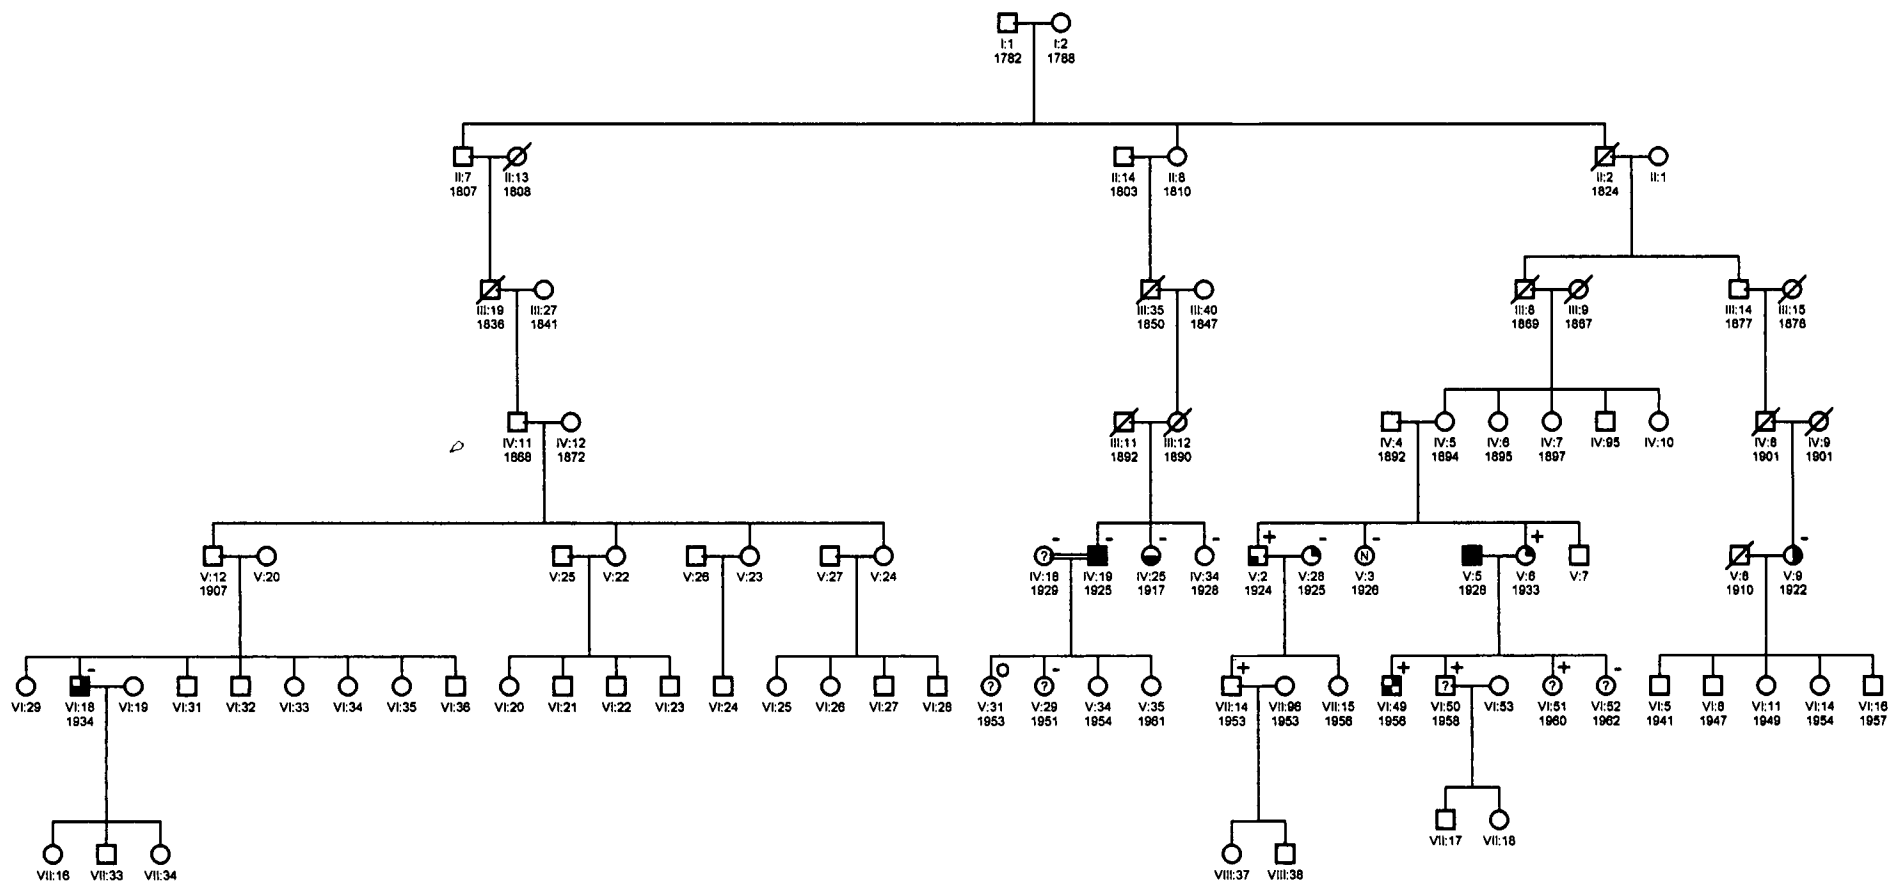 I:1 I:2
1782 1788
II:7 II:13 II:14 II:8 II:2 II:1
1807 1808 1803 1810 1824
III:19 III:27 III:35 III:40 III:8 III:9 III:14 III:15
1836 1841 1850 1847 1869 1867 1877 1876
IV:11 IV:12 III:11 III:12 IV:4 IV:5 IV:6 IV:7 IV:95 IV:10 IV:8 IV:9
1868 1872 1892 1890 1892 1894 1895 1897 1901 1901
- - - - + - - + -
? N
V:12 V:20 V:25 V:22 V:26 V:23 V:27 V:24 IV:18 IV:19 IV:25 IV:34 V:2 V:28 V:3 V:5 V:6 V:7 V:8 V:9
1907 1929 1925 1917 1928 1924 1925 1926 1928 1933 1910 1922
- O - + + + + -
? ? ? ? ?
VI:29 VI:18 VI:19 VI:31 VI:32 VI:33 VI:34 VI:35 VI:36 VI:20 VI:21 VI:22 VI:23 VI:24 VI:25 VI:26 VI:27 VI:28 V:31 V:29 V:34 V:35 VII:14 VII:96 VII:15 VI:49 VI:50 VI:53 VI:51 VI:52 VI:5 VI:6 VI:11 VI:14 VI:16
1934 1953 1951 1954 1961 1953 1953 1956 1956 1958 1960 1962 1941 1947 1949 1954 1957
VII:17 VII:18
VII:16 VII:33 VII:34 VIII:37 VIII:38